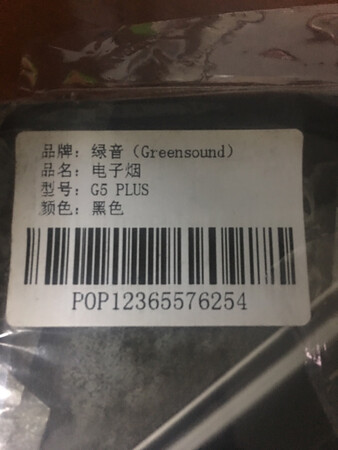 品牌: 绿音 (Greensound)
品名: 电子烟
型号: G5 PLUS
颜色: 黑色
POP12365576254